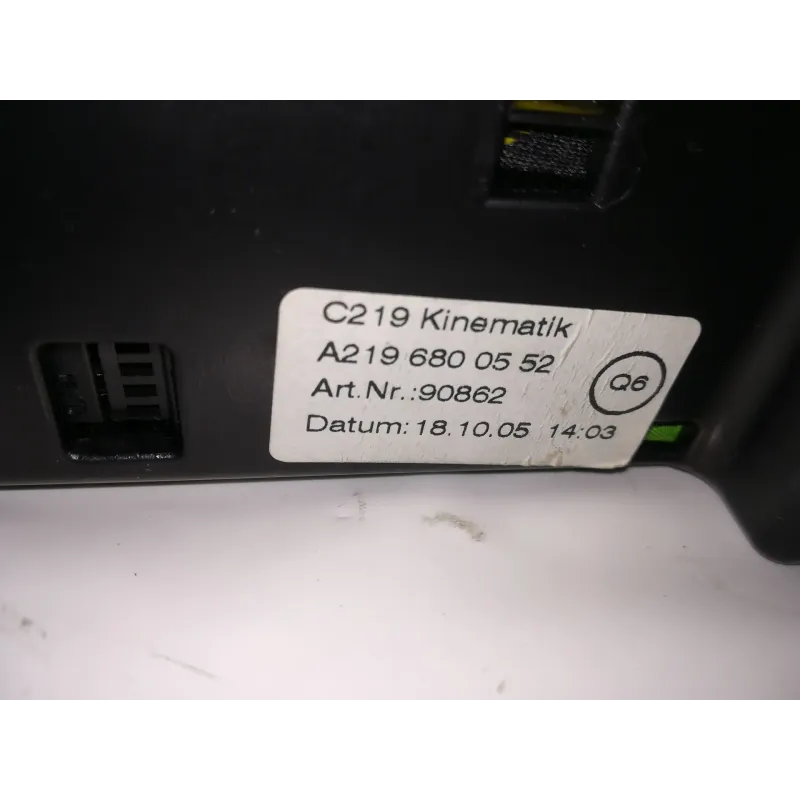 C219 Kinematik
A219 680 05 52
Art.Nr.:90862
Q6
Datum: 18.10.05 14:03